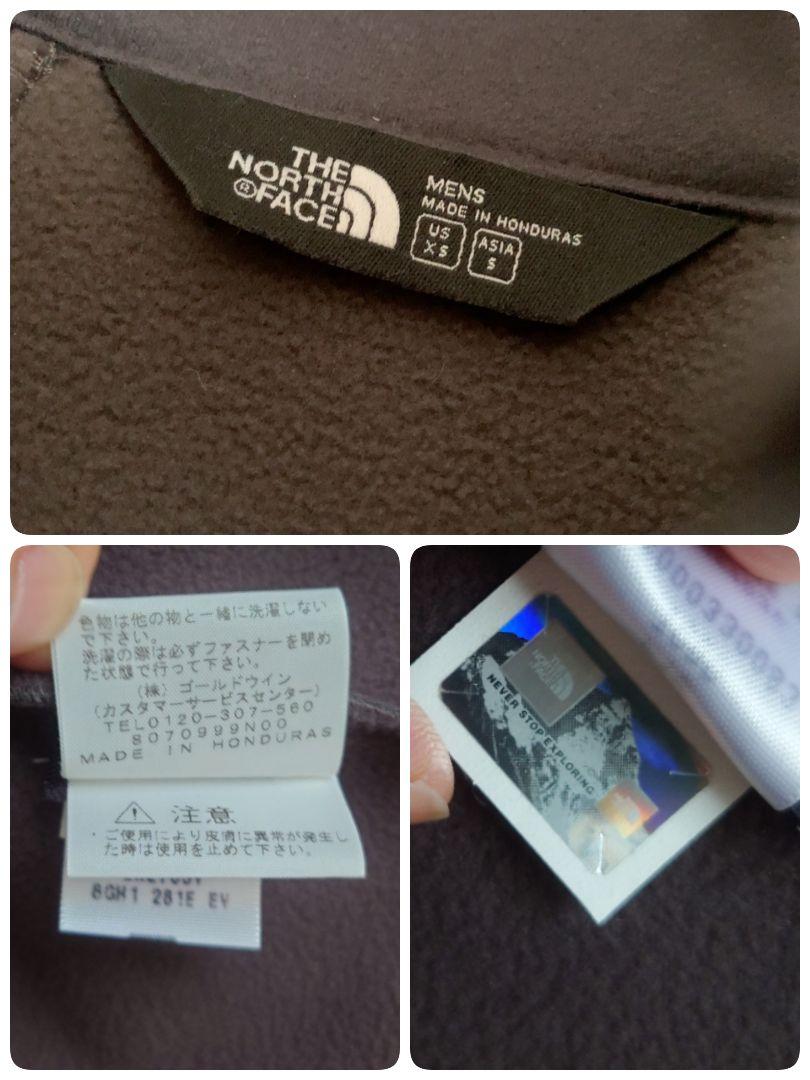 THE
NORTH
®FACE
MENS
MADE IN HONDURAS
US
XS
ASIA
S
色物は他の物と一緒に洗濯しない
で下さい。
洗濯の際は必ずファスナーを閉め
た状態で行って下さい。
(株)ゴールドウイン
(カスタマーサービスセンター)
TEL0120-307-560
8070999N00
MADE IN HONDURAS
注意
・ご使用により皮膚に異常が発生し
た時は使用を止めて下さい。
8GH1 281E EY
THE
NORTH
FACE
NEVER STOP EXPLORING